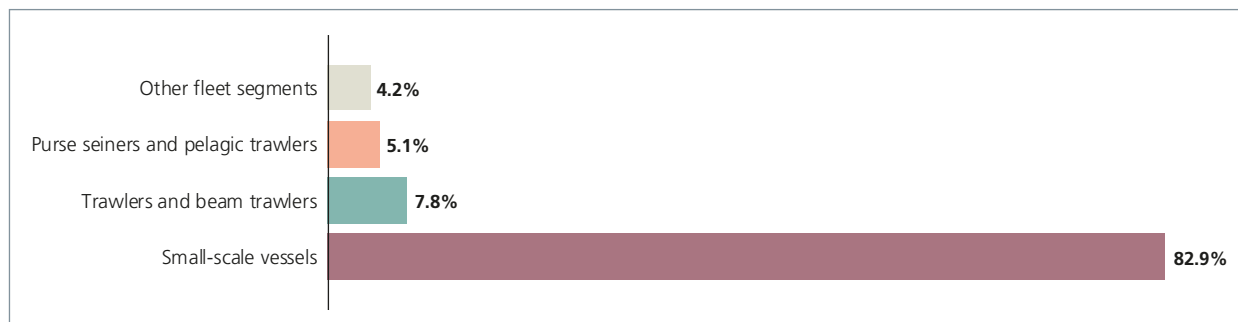 Other fleet segments 4.2%
Purse seiners and pelagic trawlers 5.1%
Trawlers and beam trawlers 7.8%
Small-scale vessels 82.9%